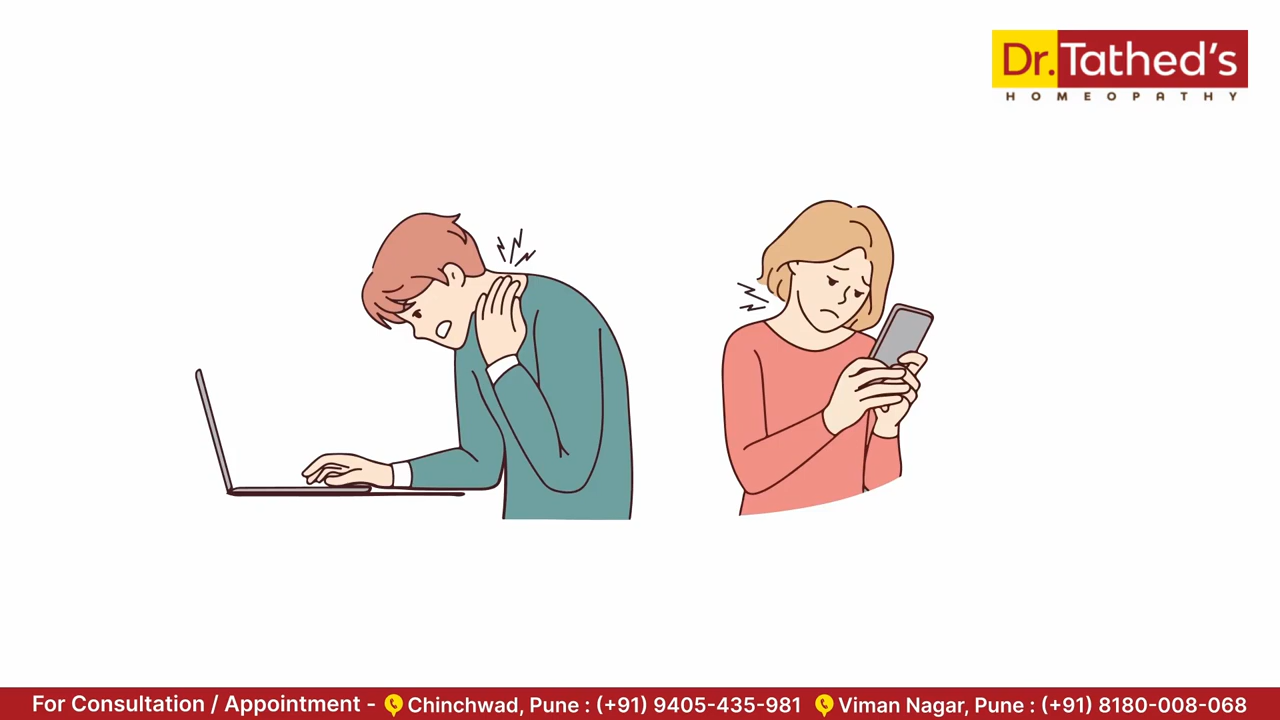 Dr. Tathed's
HOMEOPATHY
For Consultation / Appointment - Chinchwad, Pune : (+91) 9405-435-981 Viman Nagar, Pune : (+91) 8180-008-068